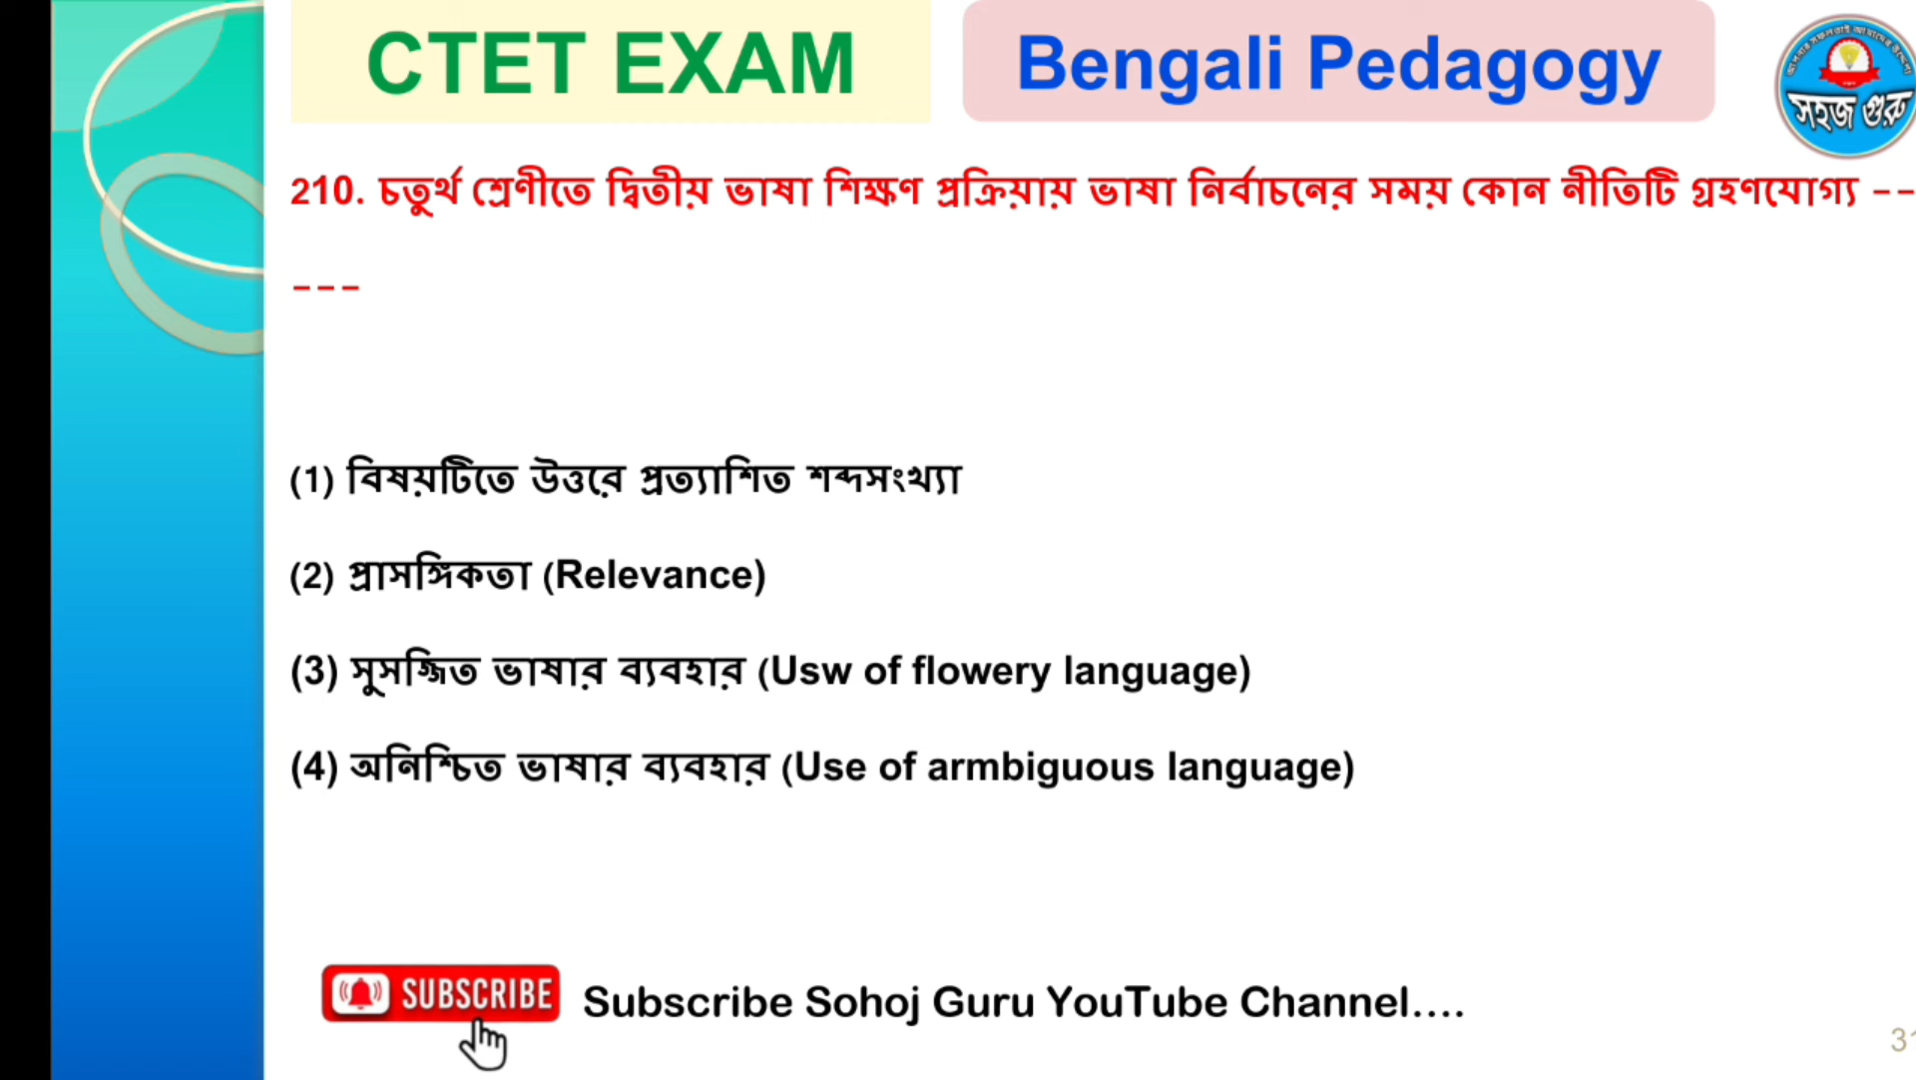 CTET EXAM
Bengali Pedagogy
সহজ গুরু
210. চতুর্থ শ্রেণীতে দ্বিতীয় ভাষা শিক্ষণ প্রক্রিয়ায় ভাষা নির্বাচনের সময় কোন নীতিটি গ্রহণযোগ্য --
---
(1) বিষয়টিতে উত্তরে প্রত্যাশিত শব্দসংখ্যা
(2) প্রাসঙ্গিকতা (Relevance)
(3) সুসজ্জিত ভাষার ব্যবহার (Usw of flowery language)
(4) অনিশ্চিত ভাষার ব্যবহার (Use of armbiguous language)
SUBSCRIBE
Subscribe Sohoj Guru YouTube Channel....